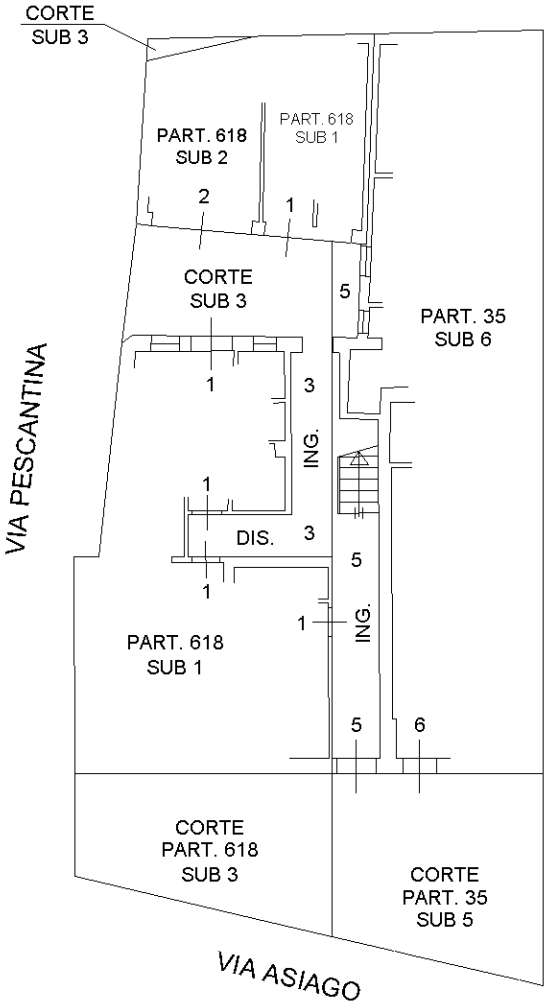 CORTE
SUB 3
PART. 618
SUB 2
PART. 618
SUB 1
2
1
CORTE
SUB 3
5
PART. 35
SUB 6
VIA PESCANTINA
1
3
ING.
1
DIS.
3
1
5
1
ING.
PART. 618
SUB 1
5
6
CORTE
PART. 618
SUB 3
CORTE
PART. 35
SUB 5
VIA ASIAGO